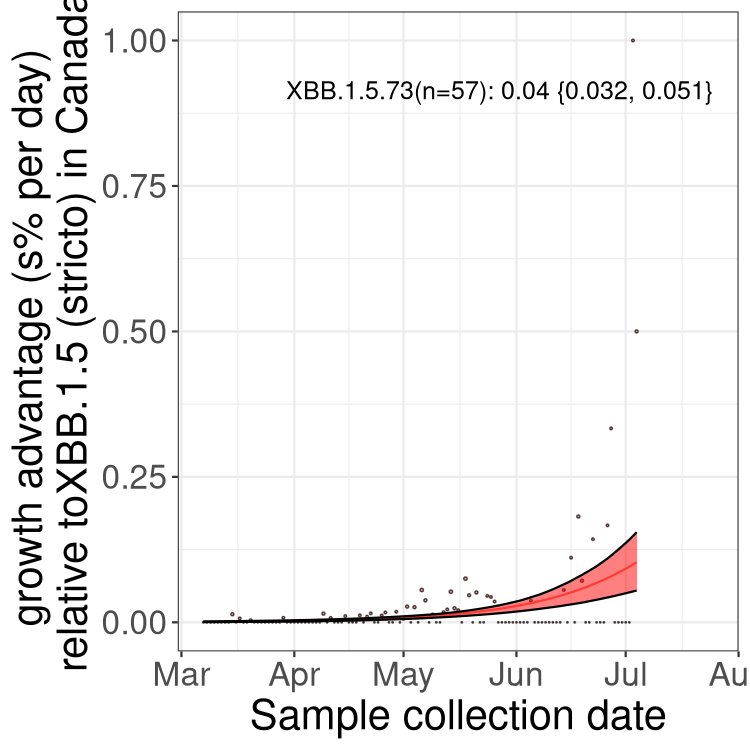 growth advantage (s% per day)
relative toXBB.1.5 (stricto) in Canada
1.00
XBB.1.5.73(n=57): 0.04 {0.032, 0.051}
0.75
0.50
0.25
0.00
Mar Apr May Jun Jul Au
Sample collection date